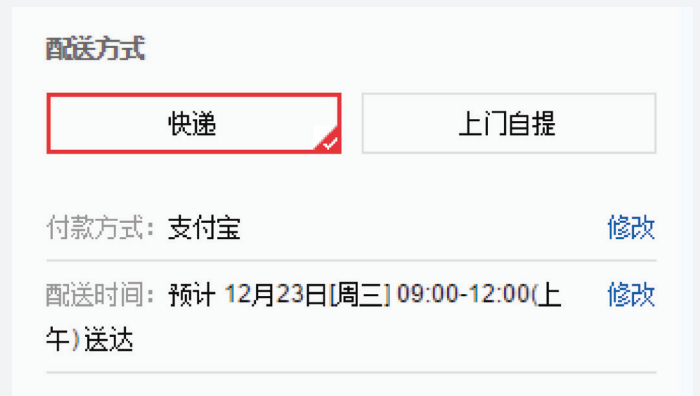 配送方式
快递 上门自提
付款方式：支付宝 修改
配送时间：预计 12月23日[周三] 09:00-12:00(上 修改
午) 送达